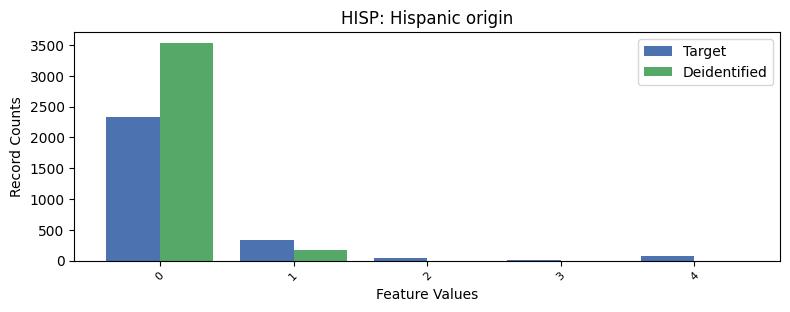 HISP: Hispanic origin
Target
Deidentified
Record Counts
3500
3000
2500
2000
1500
1000
500
0
0
1
2
3
4
Feature Values